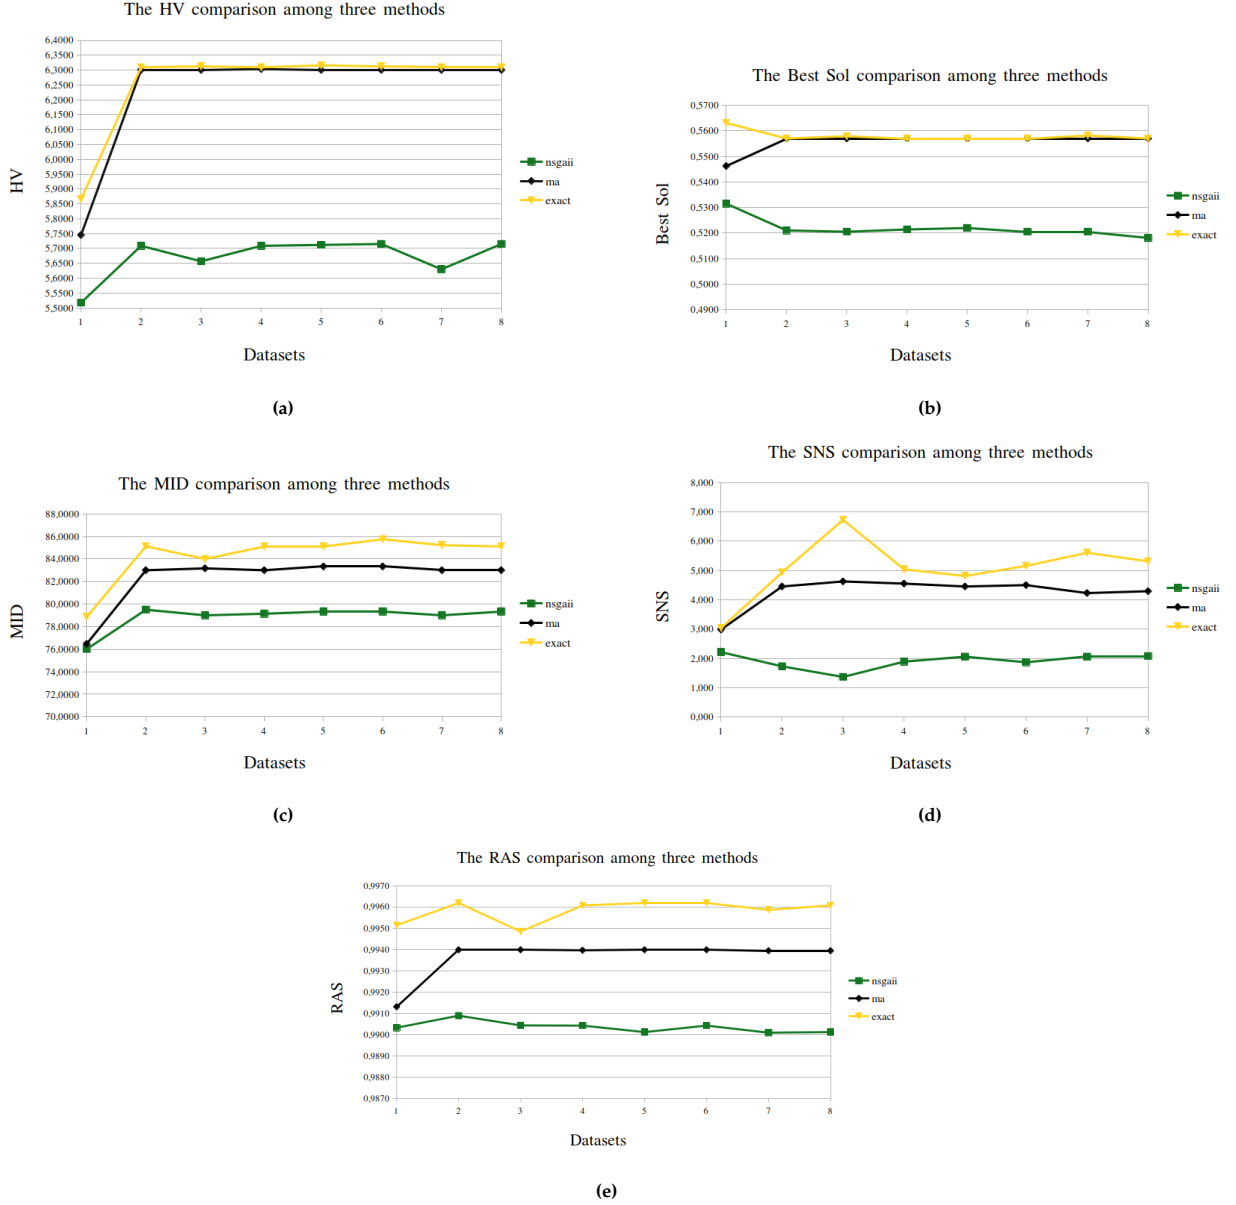 The HV comparison among three methods
6,4000
6,3500
6,3000
6,2500
6,2000
6,1500
6,1000
6,0500
6,0000
5,9500
5,9000
5,8500
5,8000
5,7500
5,7000
5,6500
5,6000
5,5500
5,5000
HV
1 2 3 4 5 6 7 8
Datasets
nsgaii
ma
exact
(a)
The Best Sol comparison among three methods
0,5700
0,5600
0,5500
0,5400
0,5300
0,5200
0,5100
0,5000
0,4900
Best Sol
1 2 3 4 5 6 7 8
Datasets
nsgaii
ma
exact
(b)
The MID comparison among three methods
88,0000
86,0000
84,0000
82,0000
80,0000
78,0000
76,0000
74,0000
72,0000
70,0000
MID
1 2 3 4 5 6 7 8
Datasets
nsgaii
ma
exact
(c)
The SNS comparison among three methods
8,000
7,000
6,000
5,000
4,000
3,000
2,000
1,000
0,000
SNS
1 2 3 4 5 6 7 8
Datasets
nsgaii
ma
exact
(d)
The RAS comparison among three methods
0,9970
0,9960
0,9950
0,9940
0,9930
0,9920
0,9910
0,9900
0,9890
0,9880
0,9870
RAS
1 2 3 4 5 6 7 8
Datasets
nsgaii
ma
exact
(e)